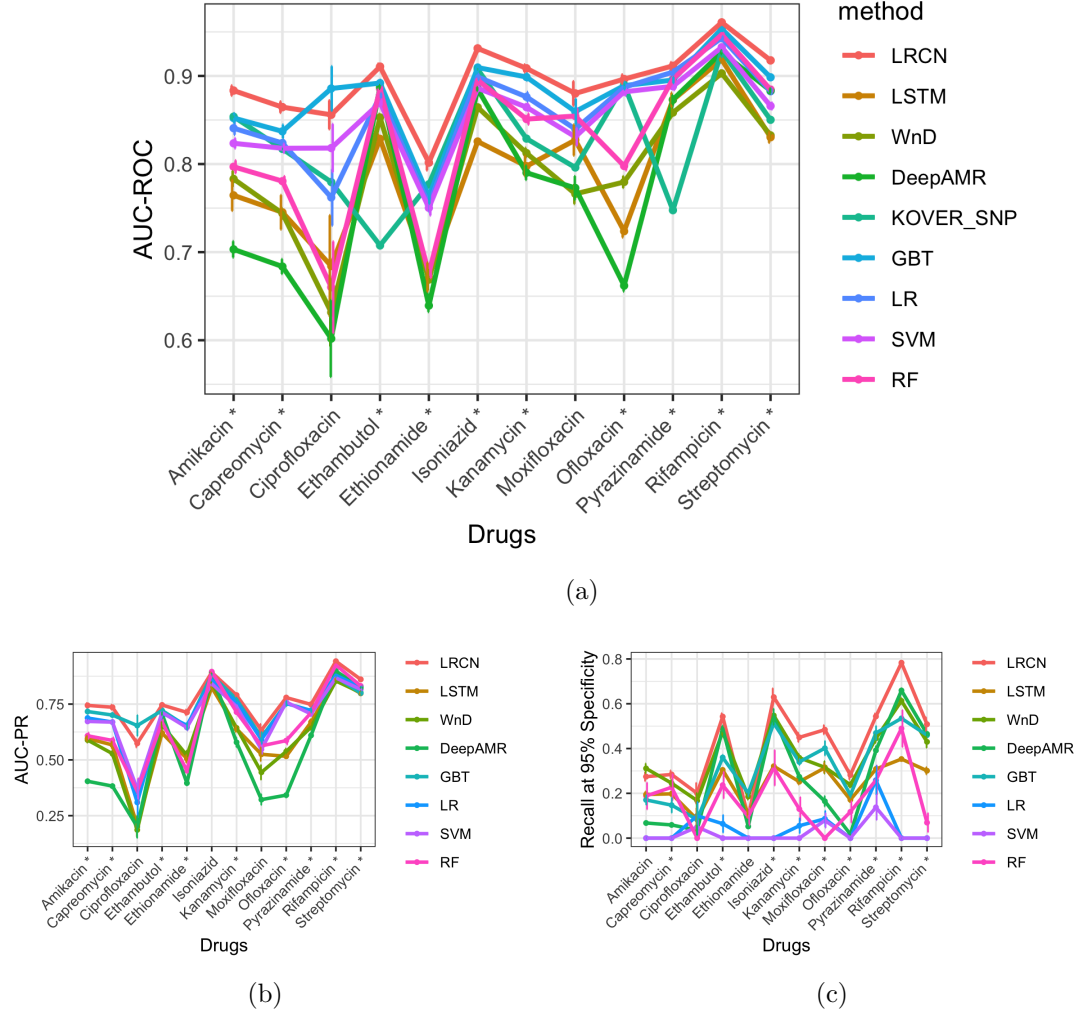 method
LRCN
LSTM
WnD
DeepAMR
KOVER_SNP
GBT
LR
SVM
RF
AUC-ROC
0.9
0.8
0.7
0.6
Amikacin *
Capreomycin *
Ciprofloxacin
Ethambutol *
Ethionamide *
Isoniazid *
Kanamycin *
Moxifloxacin
Ofloxacin *
Pyrazinamide *
Rifampicin *
Streptomycin *
Drugs
(a)
AUC-PR
0.75
0.50
0.25
Amikacin *
Capreomycin *
Ciprofloxacin
Ethambutol *
Ethionamide *
Isoniazid
Kanamycin *
Moxifloxacin
Ofloxacin *
Pyrazinamide *
Rifampicin *
Streptomycin *
Drugs
LRCN
LSTM
WnD
DeepAMR
GBT
LR
SVM
RF
(b)
Recall at 95% Specificity
0.8
0.6
0.4
0.2
0.0
Amikacin
Capreomycin *
Ciprofloxacin
Ethambutol *
Ethionamide
Isoniazid *
Kanamycin *
Moxifloxacin *
Ofloxacin *
Pyrazinamide *
Rifampicin *
Streptomycin *
Drugs
LRCN
LSTM
WnD
DeepAMR
GBT
LR
SVM
RF
(c)